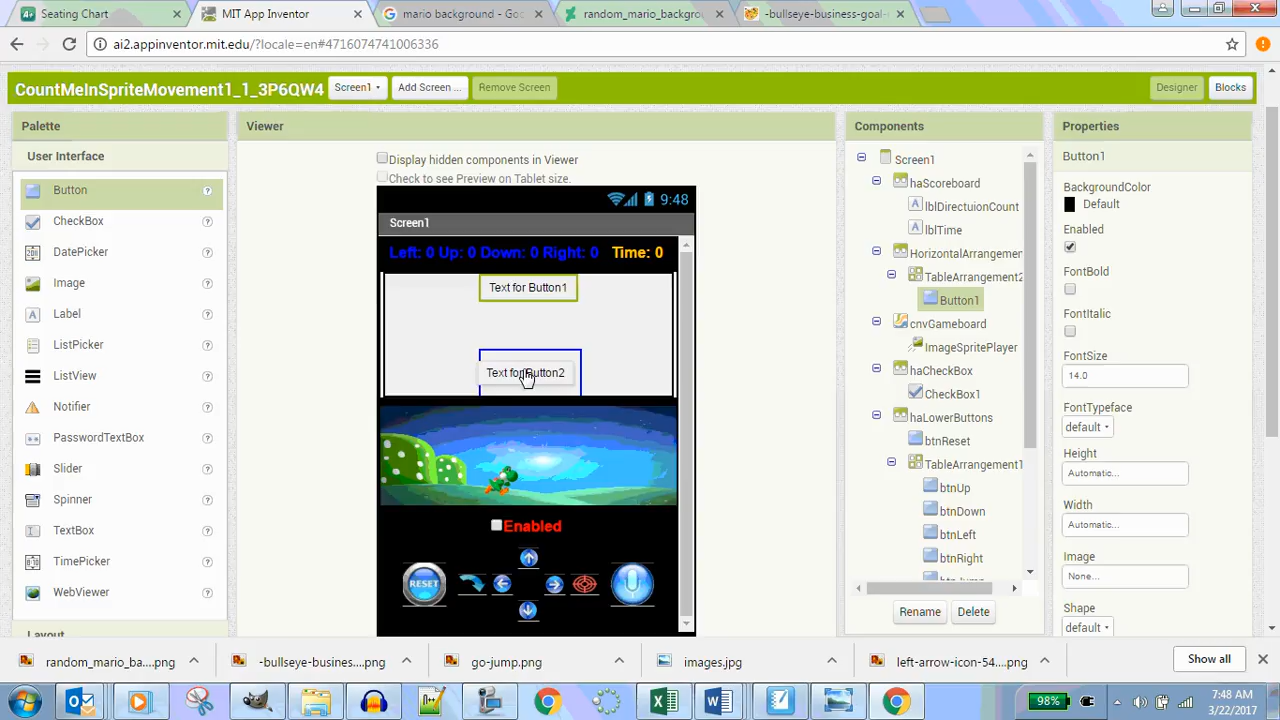 Seating Chart
MIT App Inventor
mario background - Goo
random_mario_backgrou
-bullseye-business-goal-
ai2.appinventor.mit.edu/?locale=en#4716074741006336
CountMeInSpriteMovement1_1_3P6QW4
Screen1
Add Screen ...
Remove Screen
Designer
Blocks
Palette
User Interface
Button
CheckBox
DatePicker
Image
Label
ListPicker
ListView
Notifier
PasswordTextBox
Slider
Spinner
TextBox
TimePicker
WebViewer
Layout
Viewer
Display hidden components in Viewer
Check to see Preview on Tablet size.
9:48
Screen1
Left: 0 Up: 0 Down: 0 Right: 0 Time: 0
Text for Button1
Text for Button2
Enabled
RESET
Components
Screen1
haScoreboard
lblDirectuionCount
lblTime
HorizontalArrangemer
TableArrangement2
Button1
cnvGameboard
ImageSpritePlayer
haCheckBox
CheckBox1
haLowerButtons
btnReset
TableArrangement1
btnUp
btnDown
btnLeft
btnRight
Rename
Delete
Properties
Button1
BackgroundColor
Default
Enabled
FontBold
FontItalic
FontSize
14.0
FontTypeface
default
Height
Automatic...
Width
Automatic...
Image
None...
Shape
default
random_mario_ba....png
-bullseye-busines....png
go-jump.png
images.jpg
left-arrow-icon-54....png
Show all
98%
7:48 AM
3/22/2017